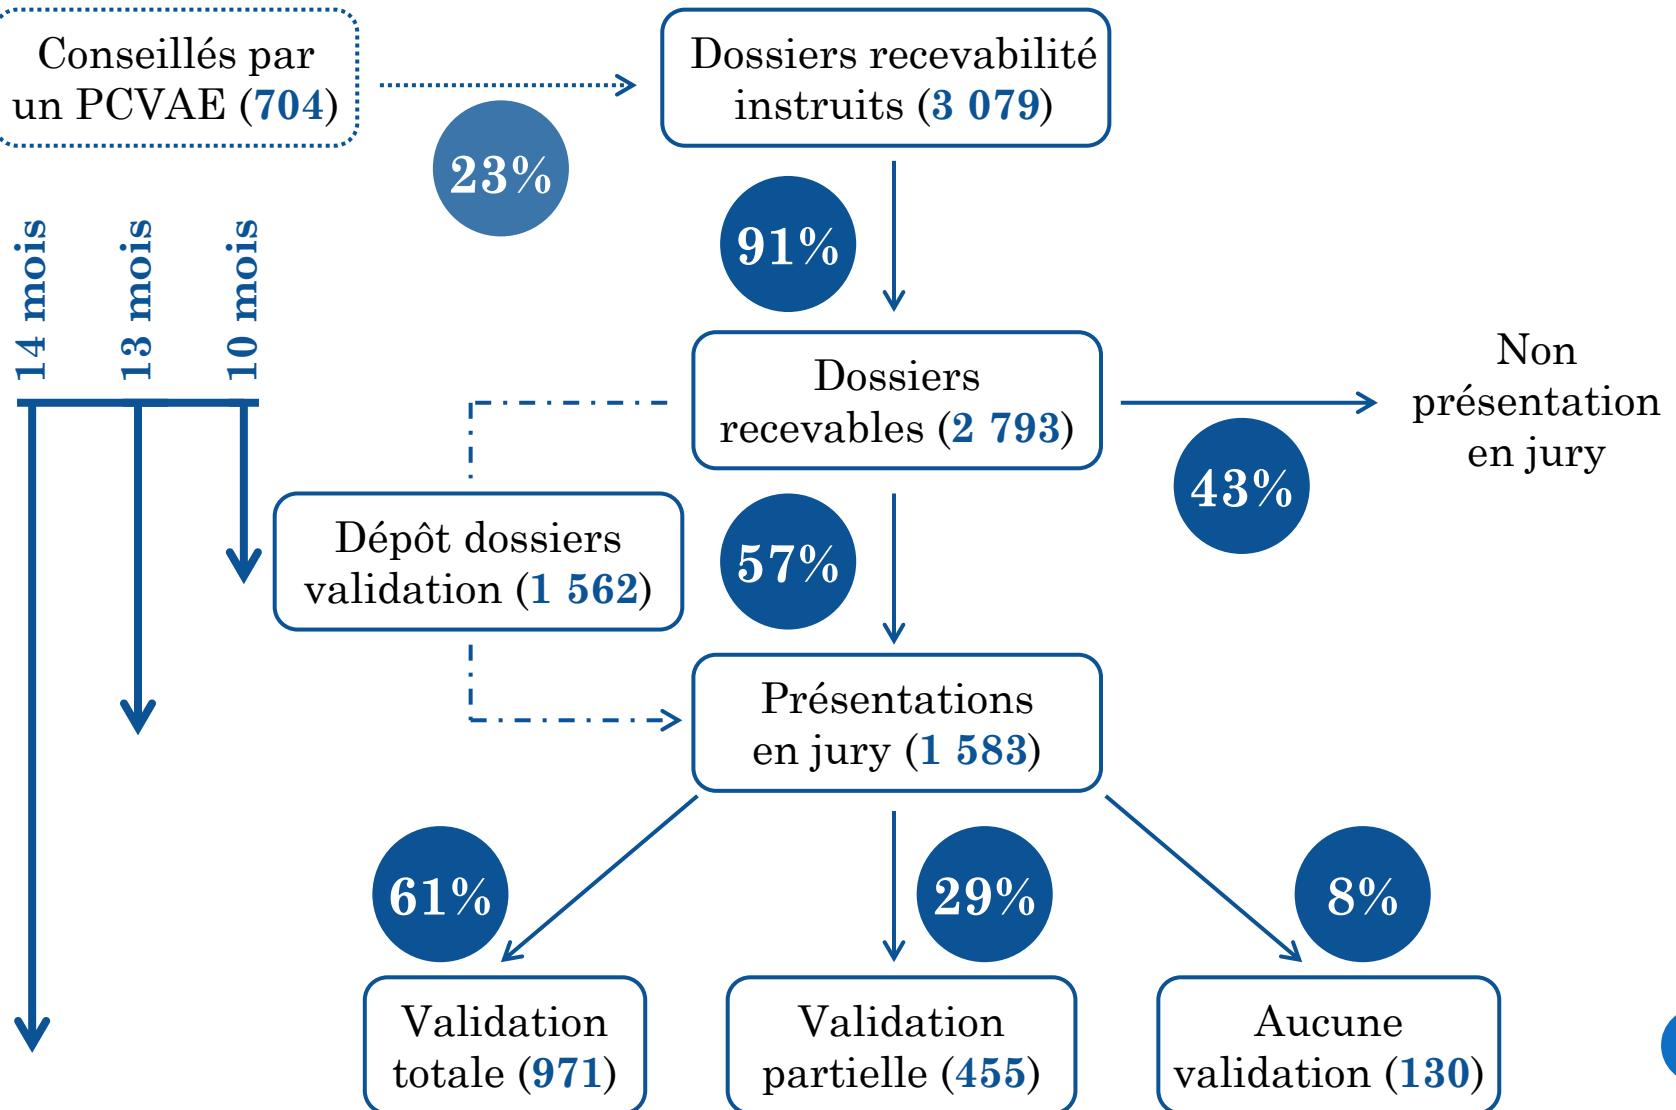 Conseillés par
un PCVAE (704)
Dossiers recevabilité
instruits (3 079)
23%
91%
14 mois
13 mois
10 mois
Dossiers
recevables (2 793)
Non
présentation
en jury
43%
Dépôt dossiers
validation (1 562)
57%
Présentations
en jury (1 583)
61%
29%
8%
Validation
totale (971)
Validation
partielle (455)
Aucune
validation (130)